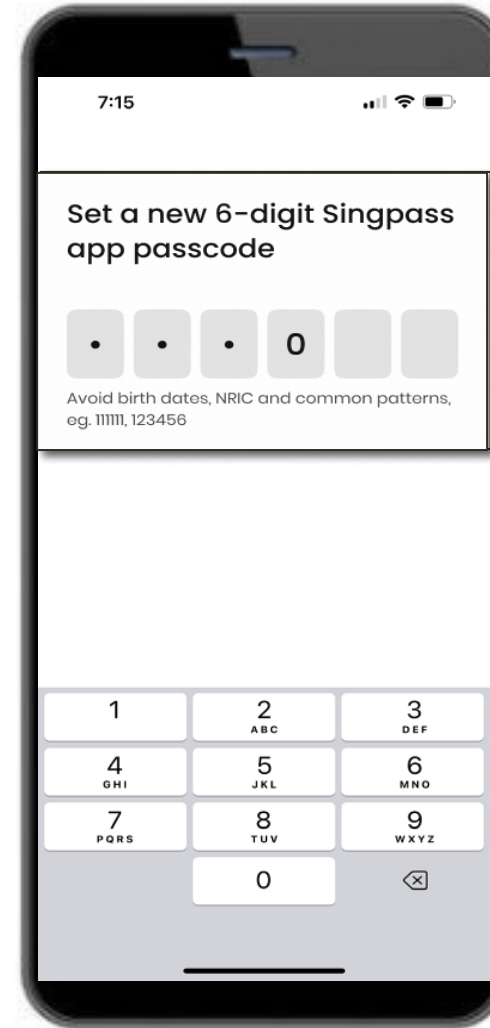 7:15
Set a new 6-digit Singpass
app passcode
• • • 0
Avoid birth dates, NRIC and common patterns,
eg. 111111, 123456
1 2 3
ABC DEF
4 5 6
GHI JKL MNO
7 8 9
PQRS TUV WXYZ
0